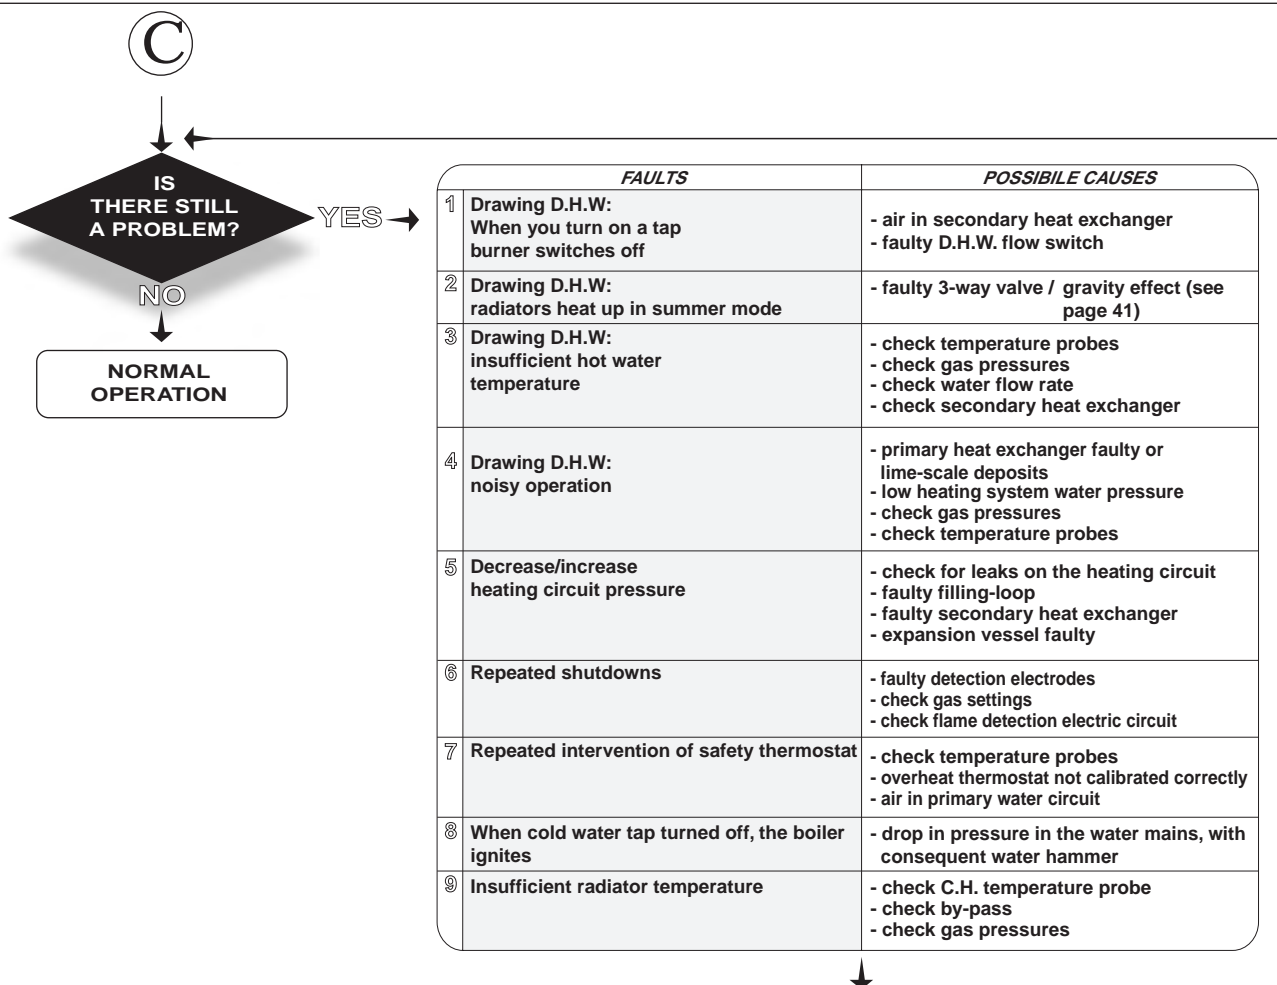 C
IS
THERE STILL
A PROBLEM?
YES
NO
NORMAL
OPERATION
FAULTS
POSSIBILE CAUSES
1
Drawing D.H.W:
When you turn on a tap
burner switches off
- air in secondary heat exchanger
- faulty D.H.W. flow switch
2
Drawing D.H.W:
radiators heat up in summer mode
- faulty 3-way valve / gravity effect (see
page 41)
3
Drawing D.H.W:
insufficient hot water
temperature
- check temperature probes
- check gas pressures
- check water flow rate
- check secondary heat exchanger
4
Drawing D.H.W:
noisy operation
- primary heat exchanger faulty or
lime-scale deposits
- low heating system water pressure
- check gas pressures
- check temperature probes
5
Decrease/increase
heating circuit pressure
- check for leaks on the heating circuit
- faulty filling-loop
- faulty secondary heat exchanger
- expansion vessel faulty
6
Repeated shutdowns
- faulty detection electrodes
- check gas settings
- check flame detection electric circuit
7
Repeated intervention of safety thermostat
- check temperature probes
- overheat thermostat not calibrated correctly
- air in primary water circuit
8
When cold water tap turned off, the boiler
ignites
- drop in pressure in the water mains, with
consequent water hammer
9
Insufficient radiator temperature
- check C.H. temperature probe
- check by-pass
- check gas pressures